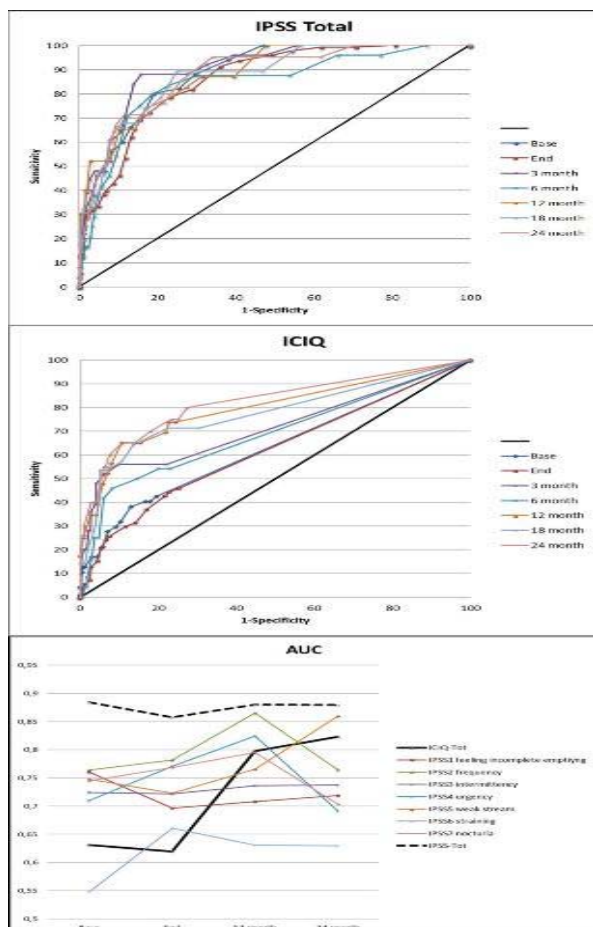 IPSS Total
100
90
80
70
60
50
40
30
20
10
0
Sensitivity
0 20 40 60 80 100
1-Specificity
Base
End
3 month
6 month
12 month
18 month
24 month
ICIQ
100
90
80
70
60
50
40
30
20
10
0
Sensitivity
0 20 40 60 80 100
1-Specificity
Base
End
3 month
6 month
12 month
18 month
24 month
AUC
0,95
0,9
0,85
0,8
0,75
0,7
0,65
0,6
0,55
0,5
ICIQ-Tot
IPSS1 feeling incomplete emptiyng
IPSS2 frequency
IPSS3 intermittency
IPSS4 urgency
IPSS5 weak stream
IPSS6 straining
IPSS7 nocturia
IPSS-Tot